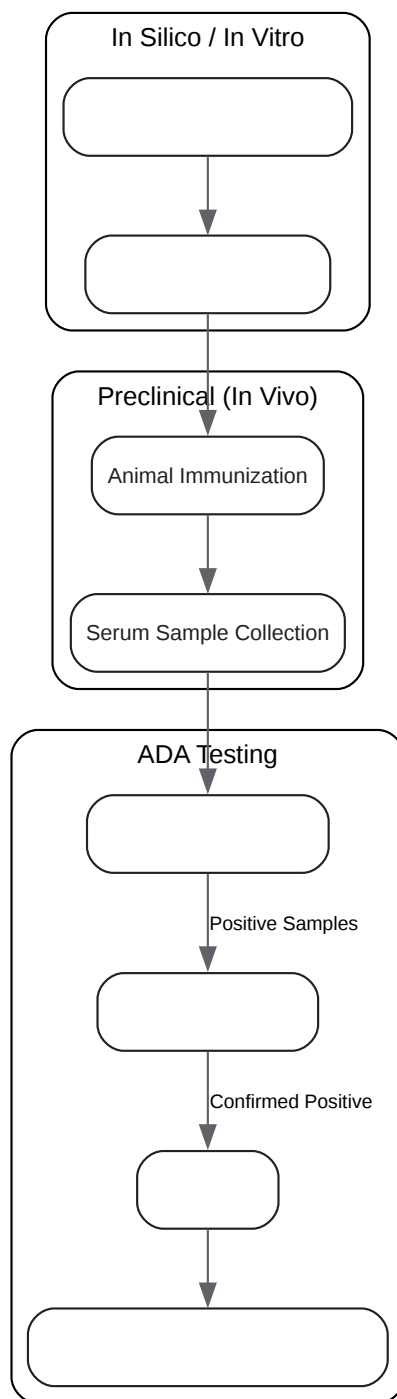 In Silico / In Vitro
Preclinical (In Vivo)
Animal Immunization
Serum Sample Collection
ADA Testing
Positive Samples
Confirmed Positive